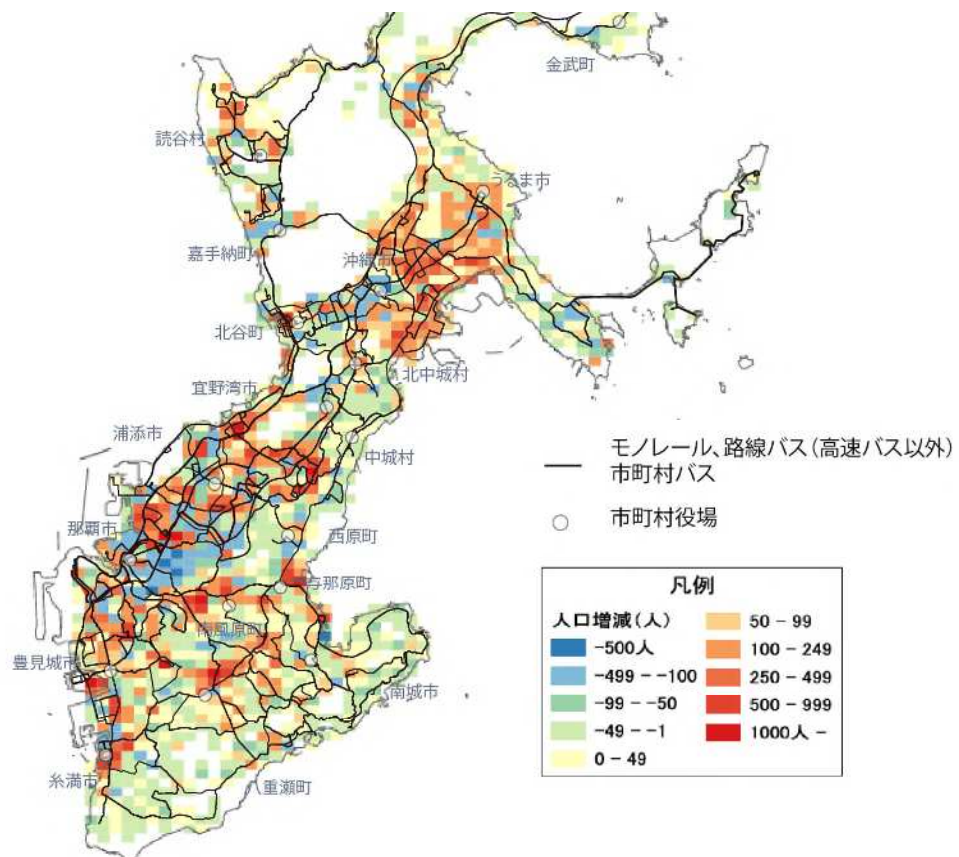 金武町
読谷村
うるま市
嘉手納町
沖縄市
北谷町
北中城村
宜野湾市
浦添市
中城村
那覇市
西原町
与那原町
南風原町
豊見城市
南城市
糸満市
八重瀬町
モノレール、路線バス(高速バス以外)
市町村バス
市町村役場
凡例
人口増減(人)
-500人
-499 - -100
-99 - -50
-49 - -1
0 - 49
50 - 99
100 - 249
250 - 499
500 - 999
1000人 -